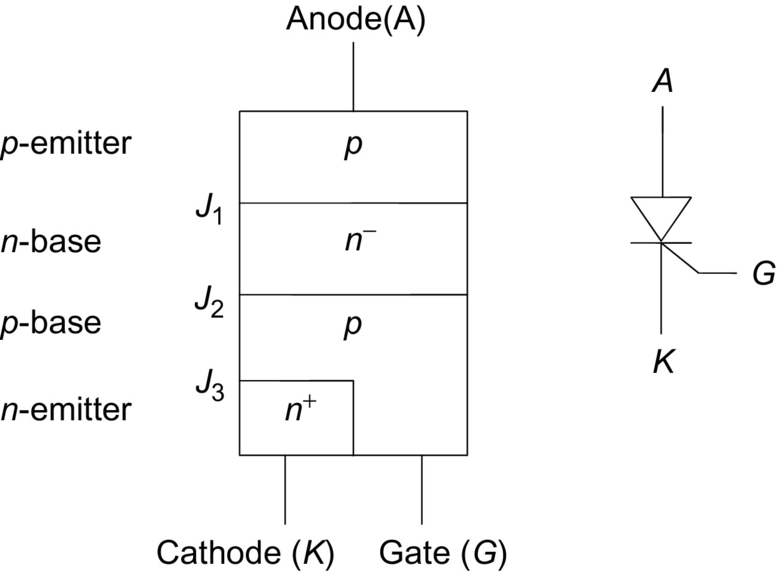 Anode(A)
A
p-emitter
p
J₁
n-base
n⁻
G
J₂
p-base
p
K
J₃
n-emitter
n⁺
Cathode (K)
Gate (G)